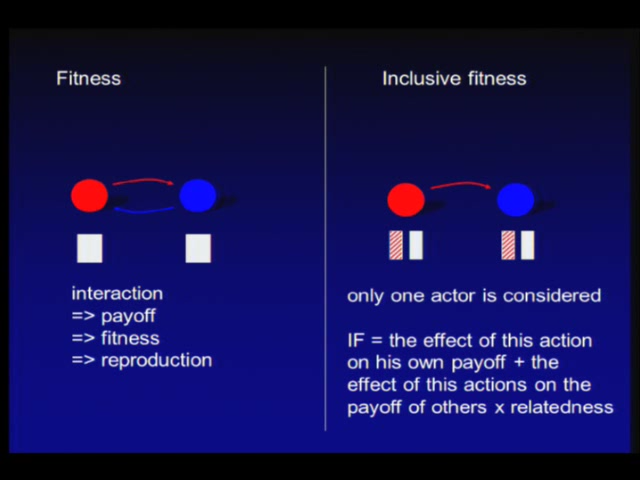 Fitness
interaction
=> payoff
=> fitness
=> reproduction
Inclusive fitness
only one actor is considered
IF = the effect of this action
on his own payoff + the
effect of this actions on the
payoff of others x relatedness